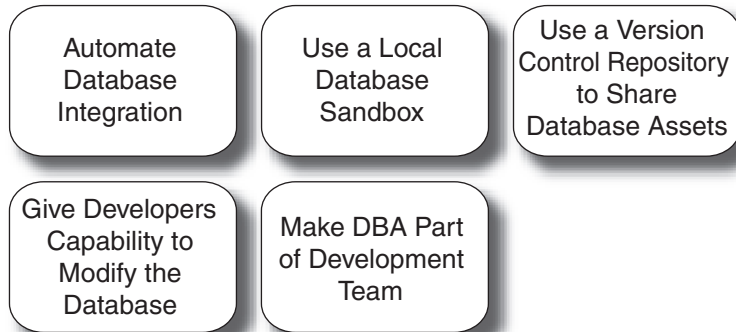 Automate
Database
Integration
Use a Local
Database
Sandbox
Use a Version
Control Repository
to Share
Database Assets
Give Developers
Capability to
Modify the
Database
Make DBA Part
of Development
Team